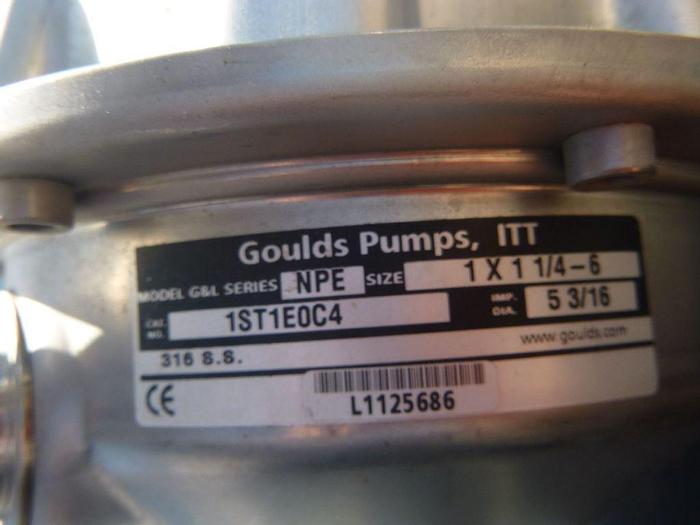 Goulds Pumps, ITT
MODEL G&L SERIES NPE SIZE 1 X 1 1/4-6
CAT. NO. 1ST1E0C4 IMP. DIA. 5 3/16
316 S.S. www.goulds.com
CE L1125686